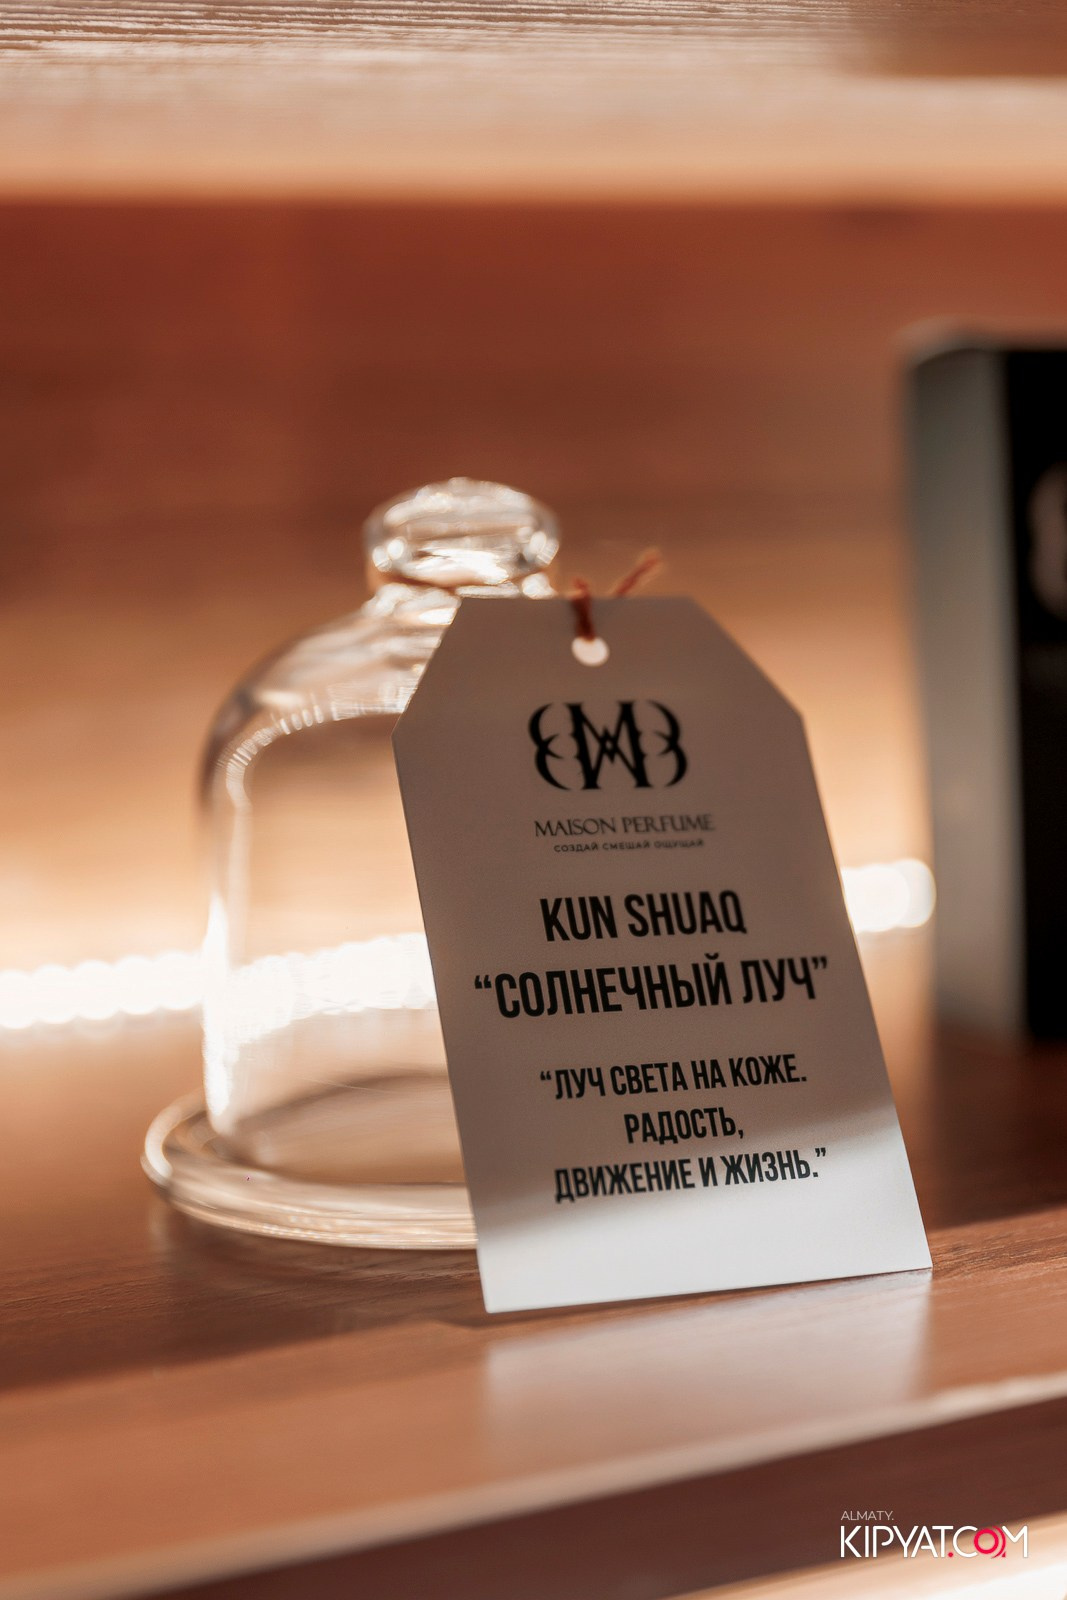 MAISON PERFUME
СОЗДАЙ СМЕШАЙ ОЩУЩАЙ
KUN SHUAQ
“СОЛНЕЧНЫЙ ЛУЧ”
“ЛУЧ СВЕТА НА КОЖЕ.
РАДОСТЬ,
ДВИЖЕНИЕ И ЖИЗНЬ.”
ALMATY.
KIPYAT.COM